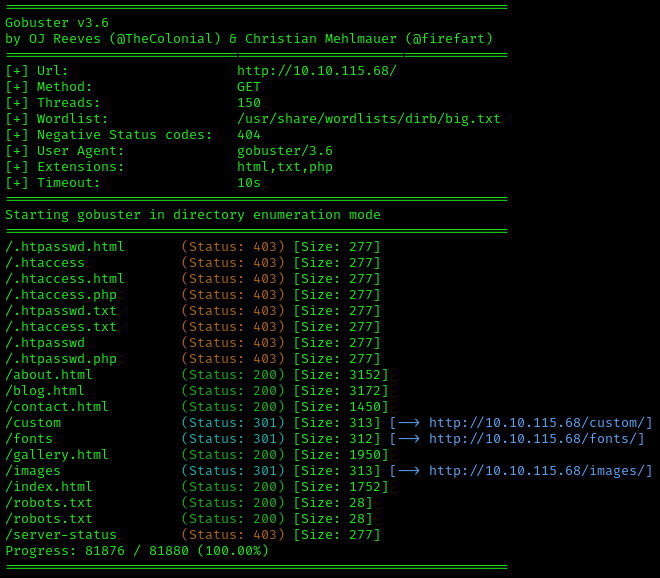 ===============================================================
Gobuster v3.6
by OJ Reeves (@TheColonial) & Christian Mehlmauer (@firefart)
===============================================================
[+] Url:                     http://10.10.115.68/
[+] Method:                  GET
[+] Threads:                 150
[+] Wordlist:                /usr/share/wordlists/dirb/big.txt
[+] Negative Status codes:   404
[+] User Agent:              gobuster/3.6
[+] Extensions:              html,txt,php
[+] Timeout:                 10s
===============================================================
Starting gobuster in directory enumeration mode
===============================================================
/.htpasswd.html       (Status: 403) [Size: 277]
/.htaccess            (Status: 403) [Size: 277]
/.htaccess.html       (Status: 403) [Size: 277]
/.htaccess.php        (Status: 403) [Size: 277]
/.htpasswd.txt        (Status: 403) [Size: 277]
/.htaccess.txt        (Status: 403) [Size: 277]
/.htpasswd            (Status: 403) [Size: 277]
/.htpasswd.php        (Status: 403) [Size: 277]
/about.html           (Status: 200) [Size: 3152]
/blog.html            (Status: 200) [Size: 3172]
/contact.html         (Status: 200) [Size: 1450]
/custom               (Status: 301) [Size: 313] [--> http://10.10.115.68/custom/]
/fonts                (Status: 301) [Size: 312] [--> http://10.10.115.68/fonts/]
/gallery.html         (Status: 200) [Size: 1950]
/images               (Status: 301) [Size: 313] [--> http://10.10.115.68/images/]
/index.html           (Status: 200) [Size: 1752]
/robots.txt           (Status: 200) [Size: 28]
/robots.txt           (Status: 200) [Size: 28]
/server-status        (Status: 403) [Size: 277]
Progress: 81876 / 81880 (100.00%)
===============================================================